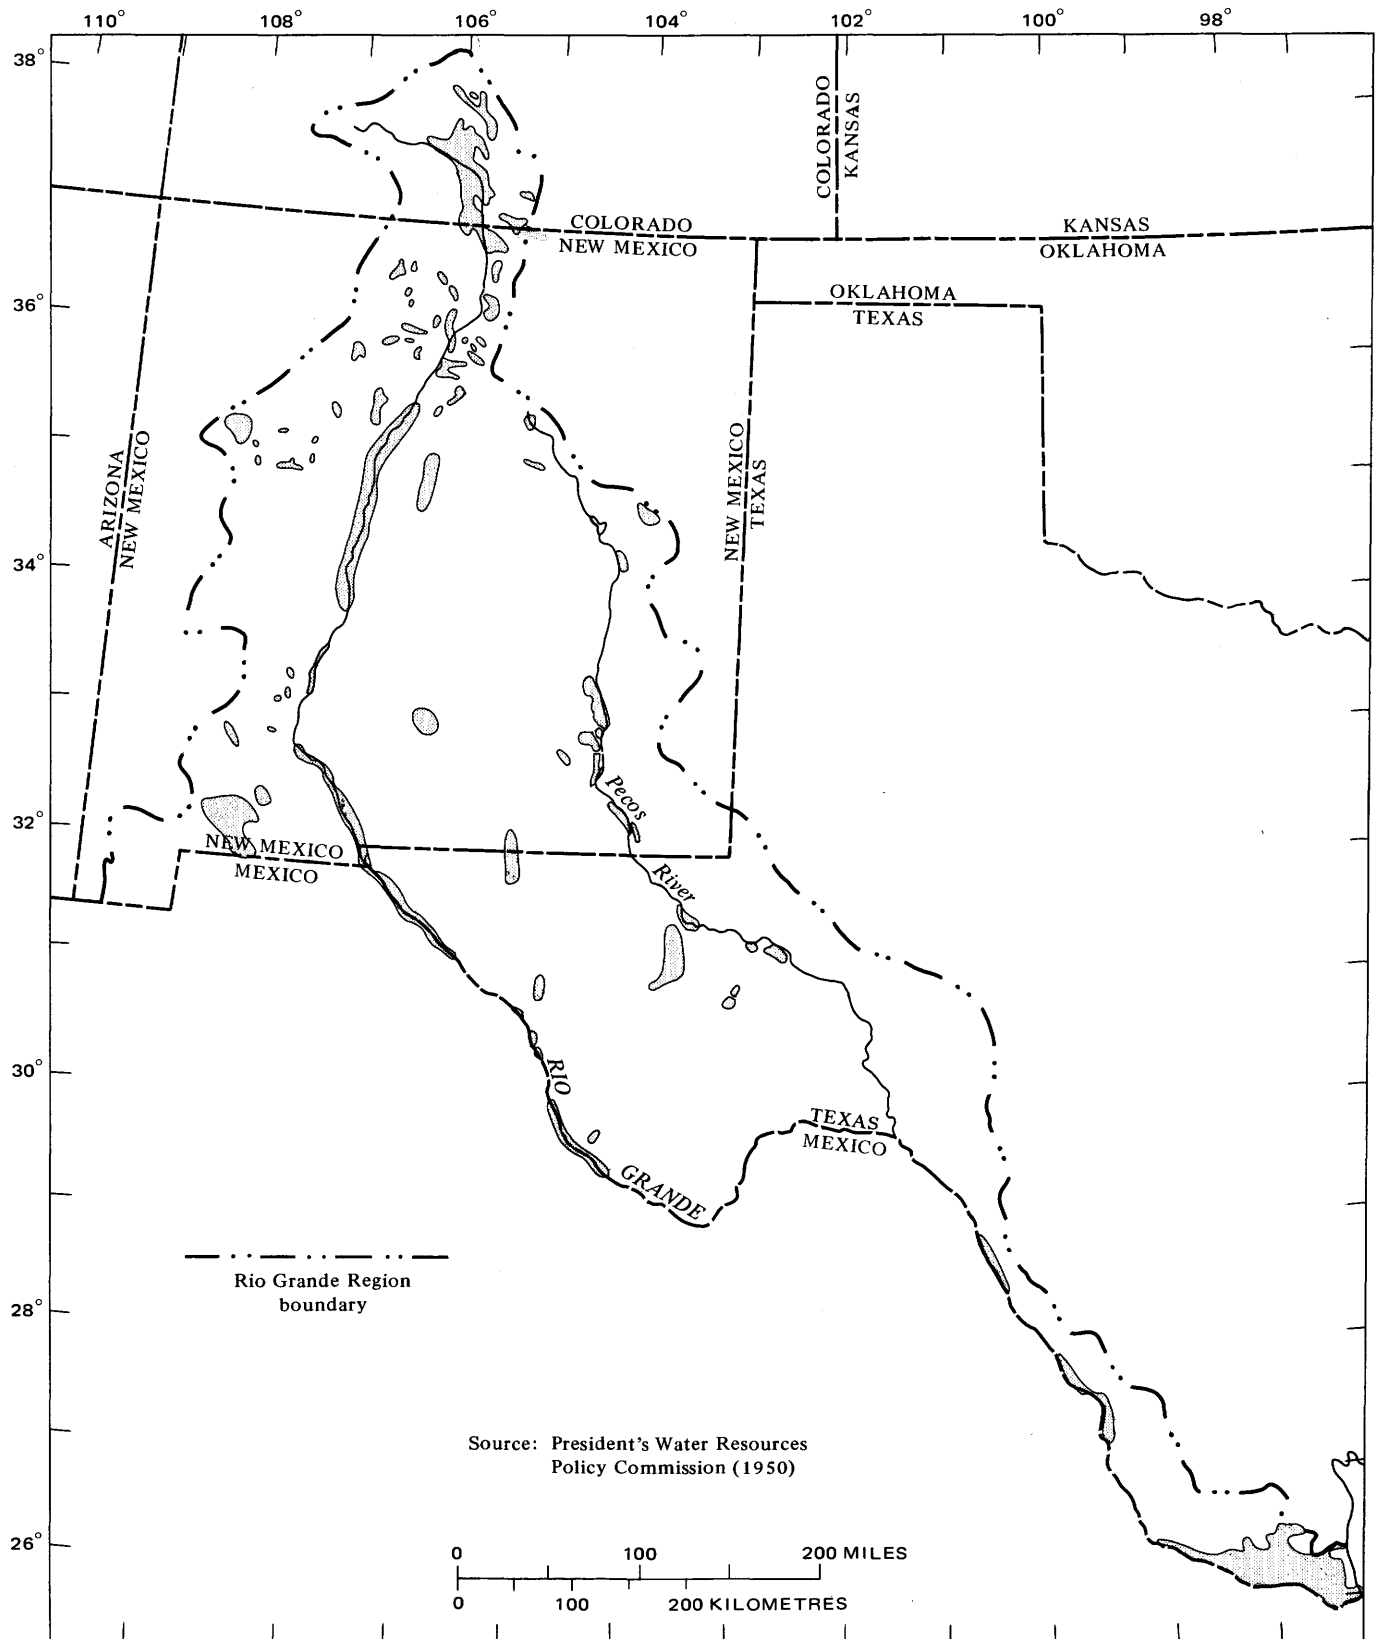 110° 108° 106° 104° 102° 100° 98°
38°
COLORADO
KANSAS
COLORADO
NEW MEXICO
KANSAS
OKLAHOMA
36°
OKLAHOMA
TEXAS
ARIZONA
NEW MEXICO
NEW MEXICO
TEXAS
34°
Pecos
River
32°
NEW MEXICO
MEXICO
30°
RIO
GRANDE
TEXAS
MEXICO
Rio Grande Region
boundary
28°
Source: President's Water Resources
Policy Commission (1950)
26°
0 100 200 MILES
0 100 200 KILOMETRES